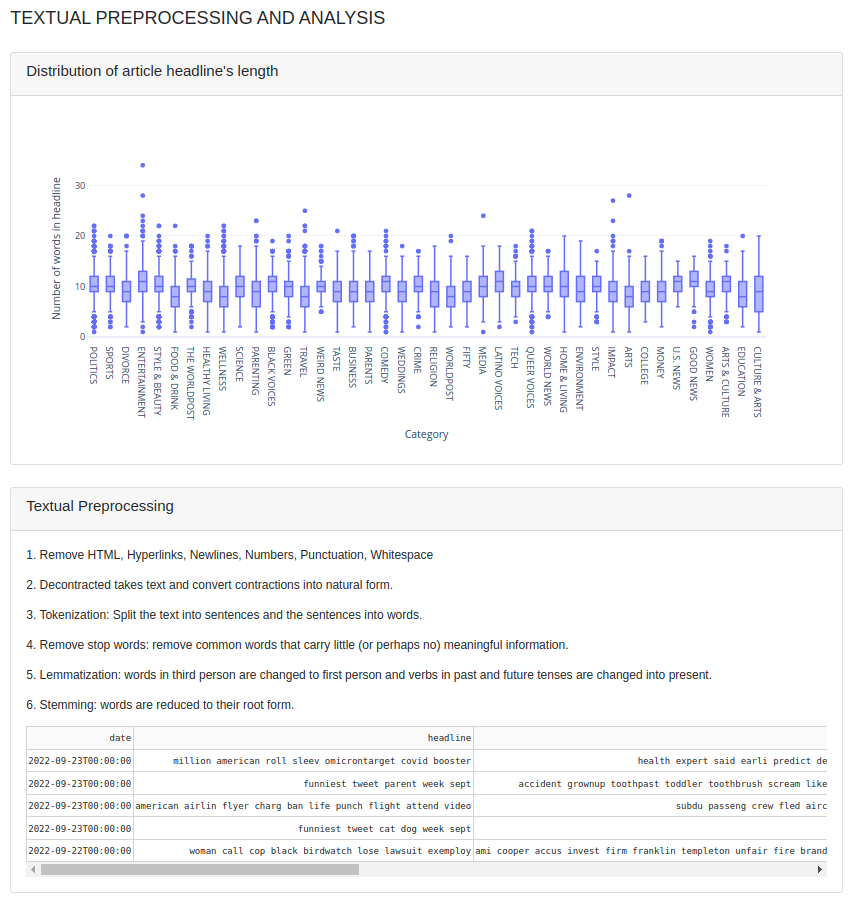 TEXTUAL PREPROCESSING AND ANALYSIS
Distribution of article headline's length
Number of words in headline
30
20
10
0
POLITICS
SPORTS
DIVORCE
ENTERTAINMENT
STYLE & BEAUTY
FOOD & DRINK
THE WORLDPOST
HEALTHY LIVING
WELLNESS
SCIENCE
PARENTING
BLACK VOICES
GREEN
TRAVEL
WEIRD NEWS
TASTE
BUSINESS
PARENTS
COMEDY
WEDDINGS
CRIME
RELIGION
WORLDPOST
FIFTY
MEDIA
LATINO VOICES
TECH
QUEER VOICES
WORLD NEWS
HOME & LIVING
ENVIRONMENT
STYLE
IMPACT
ARTS
COLLEGE
MONEY
U.S. NEWS
GOOD NEWS
WOMEN
ARTS & CULTURE
EDUCATION
CULTURE & ARTS
Category
Textual Preprocessing
1. Remove HTML, Hyperlinks, Newlines, Numbers, Punctuation, Whitespace
2. Decontracted takes text and convert contractions into natural form.
3. Tokenization: Split the text into sentences and the sentences into words.
4. Remove stop words: remove common words that carry little (or perhaps no) meaningful information.
5. Lemmatization: words in third person are changed to first person and verbs in past and future tenses are changed into present.
6. Stemming: words are reduced to their root form.
date headline
2022-09-23T00:00:00 million american roll sleev omicrontarget covid booster health expert said earli predict de
2022-09-23T00:00:00 funniest tweet parent week sept accident grownup toothpast toddler toothbrush scream like
2022-09-23T00:00:00 american airlin flyer charg ban life punch flight attend video subdu passeng crew fled airc
2022-09-23T00:00:00 funniest tweet cat dog week sept
2022-09-22T00:00:00 woman call cop black birdwatch lose lawsuit exemploy ami cooper accus invest firm franklin templeton unfair fire brand